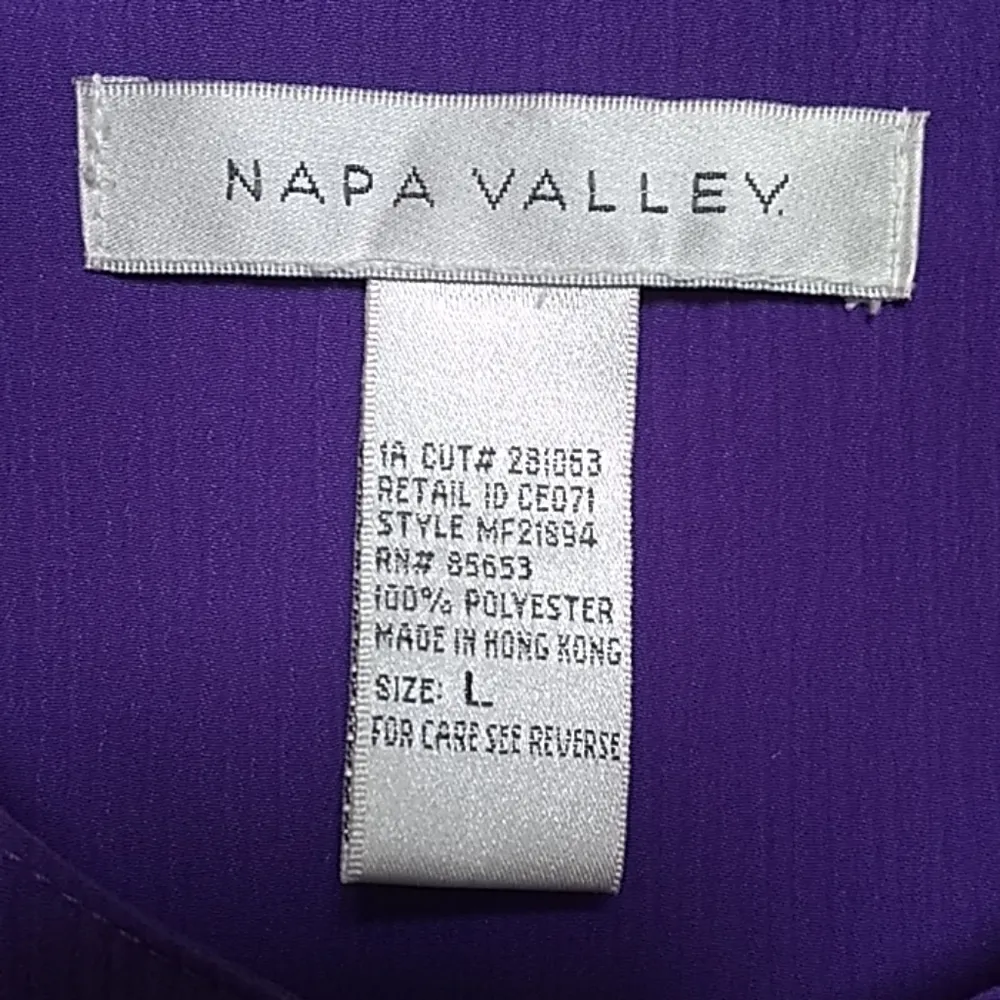 NAPA VALLEY.
1A CUT# 281053
RETAIL ID CE071
STYLE MF21894
RN# 85653
100% POLYESTER
MADE IN HONG KONG
SIZE: L
FOR CARE SEE REVERSE